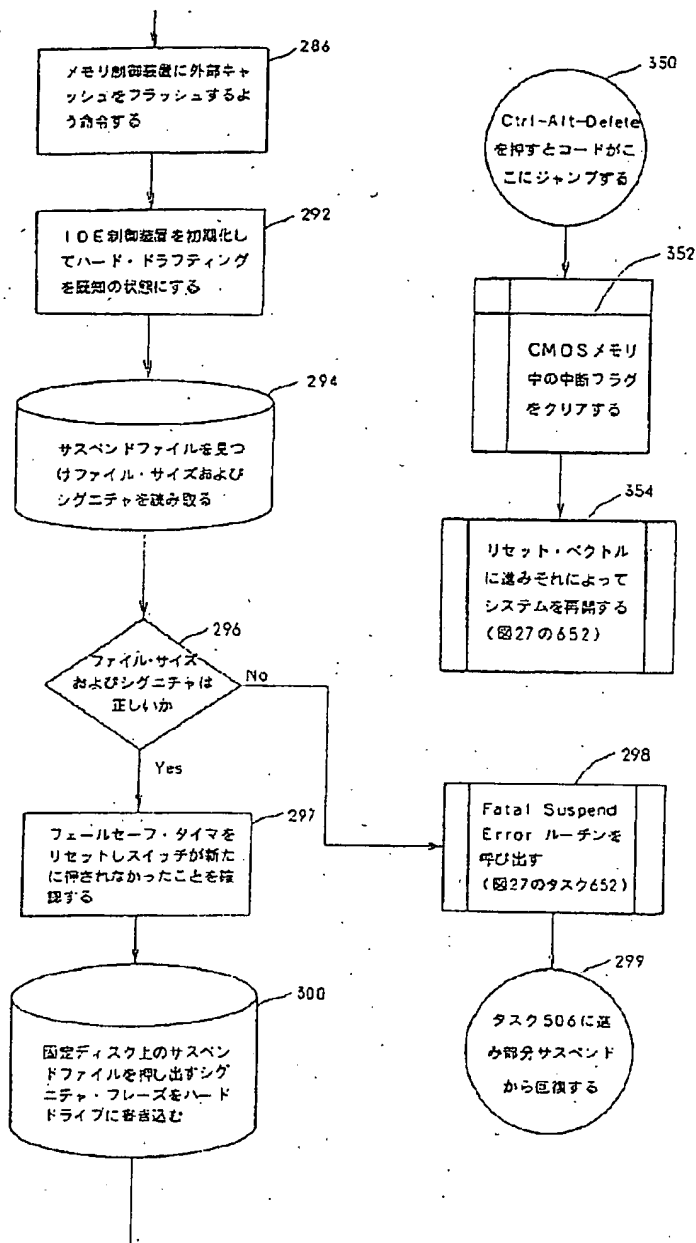 286
メモリ制御装置に外部キャ
ッシュをフラッシュするよ
う命令する
292
IDE制御装置を初期化し
てハード・ドラフティング
を既知の状態にする
294
サスペンドファイルを見つ
けファイル・サイズおよび
シグニチャを読み取る
296
ファイル・サイズ
およびシグニチャは
正しいか
No
Yes
297
フェールセーフ・タイマを
リセットしスイッチが新た
に押されなかったことを確
認する
300
固定ディスク上のサスペン
ドファイルを押し出すシグ
ニチャ・フレーズをハード
ドライブに書き込む
350
Ctrl-Alt-Delete
を押すとコードがこ
こにジャンプする
352
CMOSメモリ
中の中断フラグ
をクリアする
354
リセット・ベクトル
に進みそれによって
システムを再開する
(図27の652)
298
Fatal Suspend
Error ルーチンを
呼び出す
(図27のタスク652)
299
タスク506に進
み部分サスペンド
から回復する